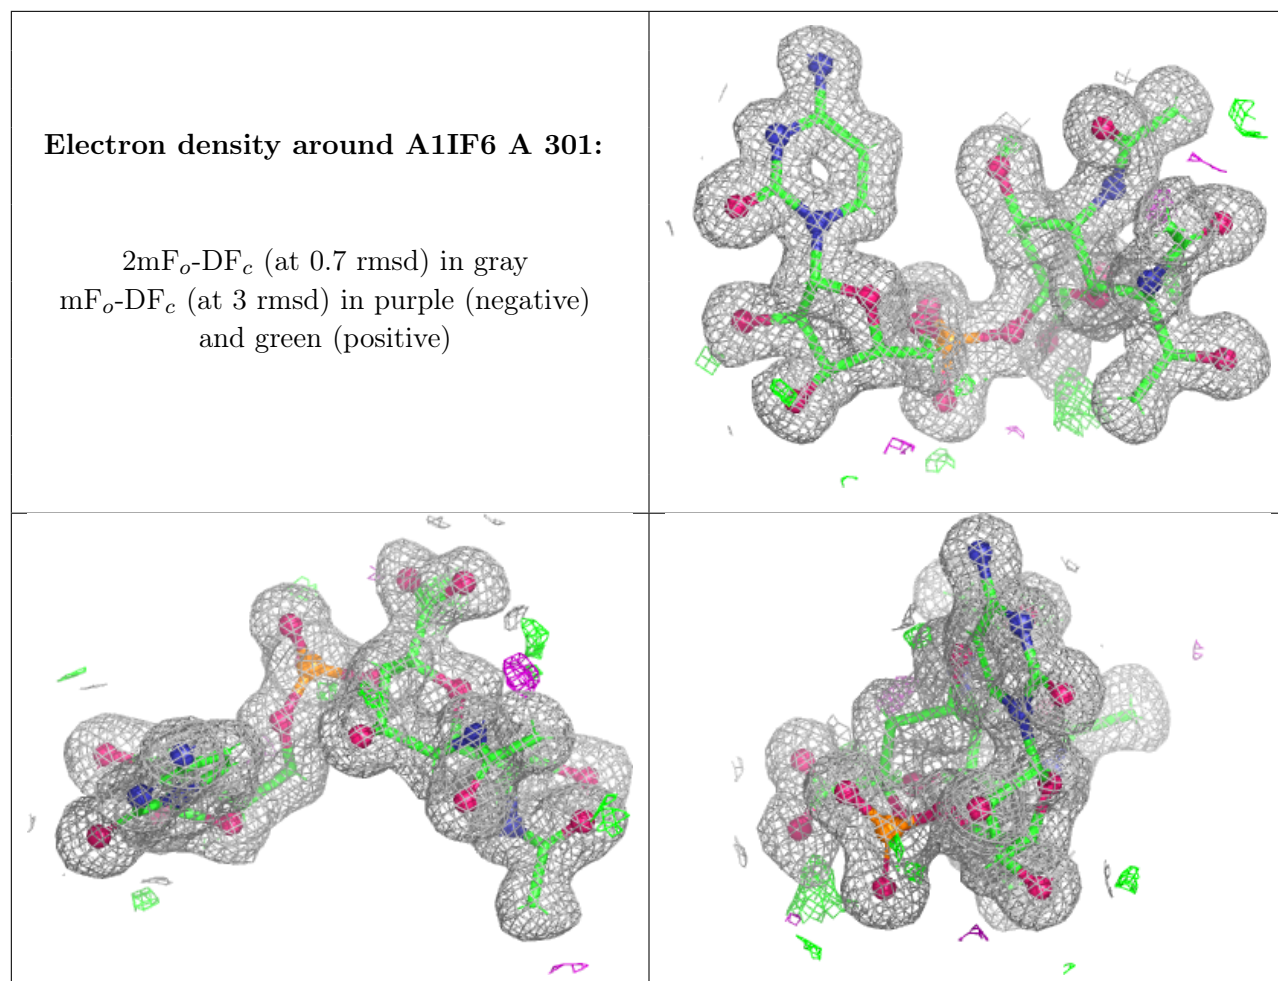 Electron density around A1IF6 A 301:
2mFo-DFc (at 0.7 rmsd) in gray
mFo-DFc (at 3 rmsd) in purple (negative)
and green (positive)